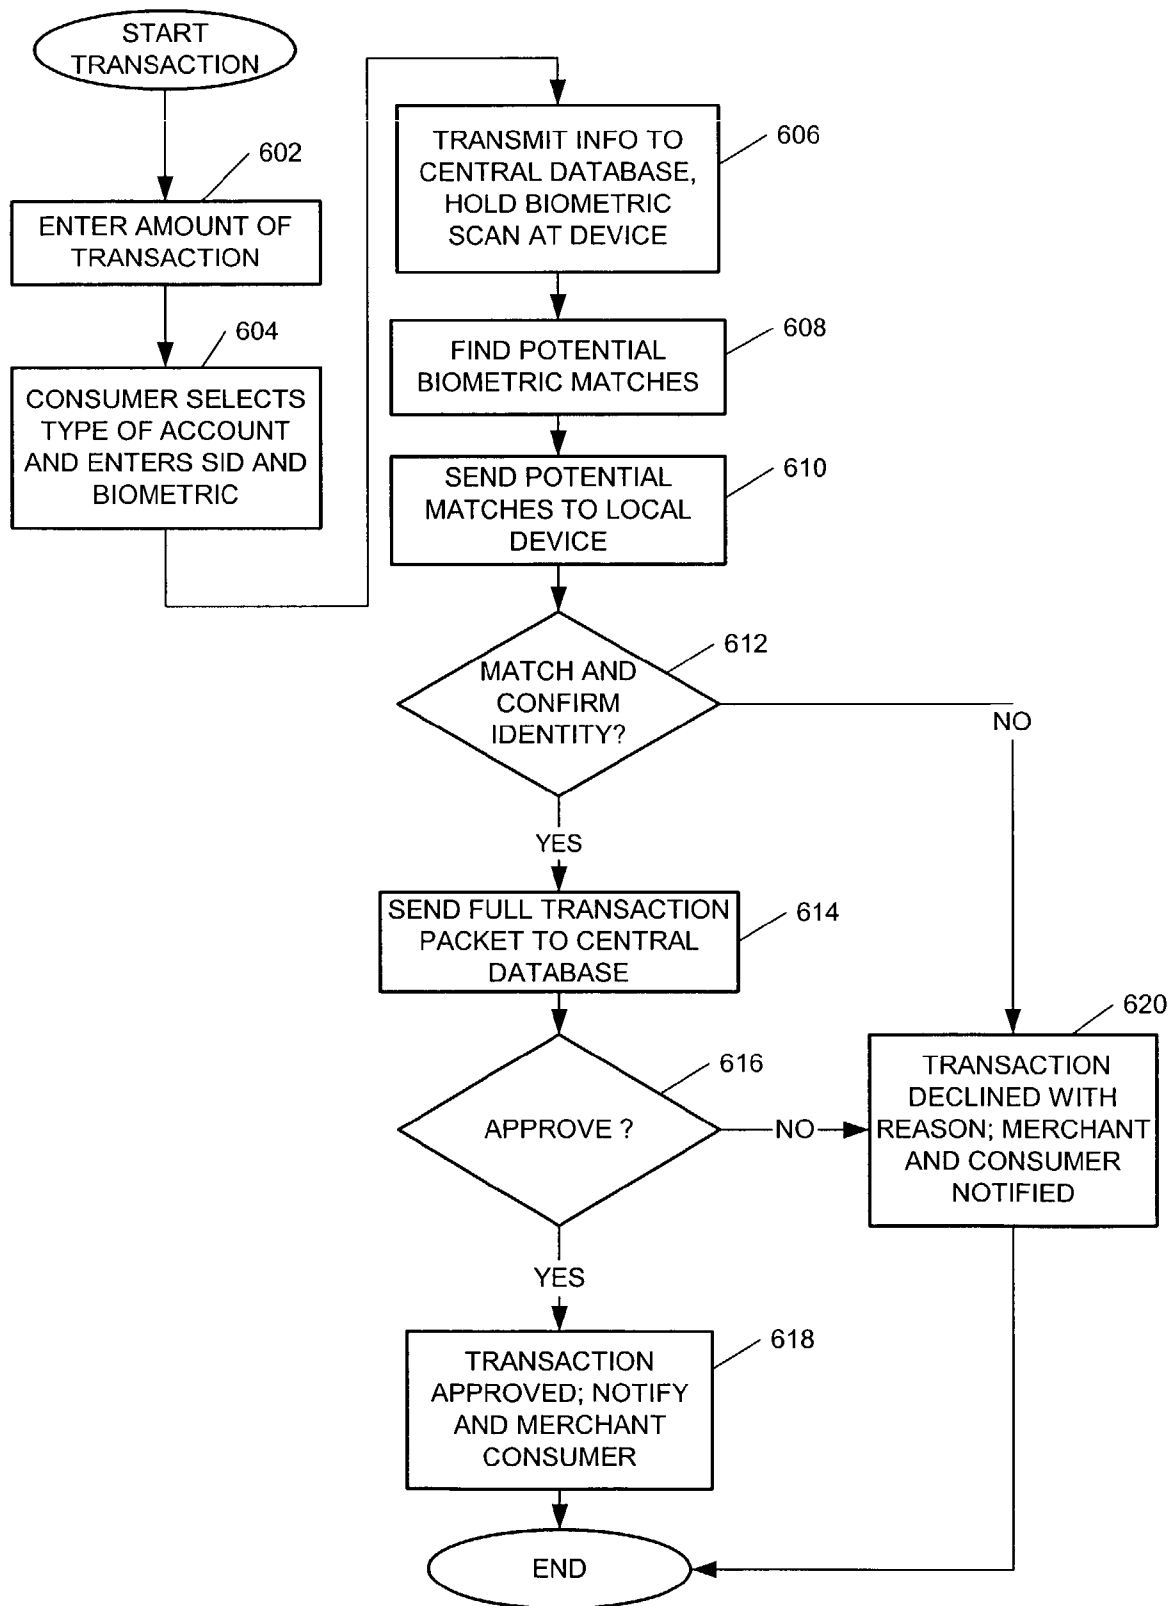 START
TRANSACTION
602
ENTER AMOUNT OF
TRANSACTION
604
CONSUMER SELECTS
TYPE OF ACCOUNT
AND ENTERS SID AND
BIOMETRIC
606
TRANSMIT INFO TO
CENTRAL DATABASE,
HOLD BIOMETRIC
SCAN AT DEVICE
608
FIND POTENTIAL
BIOMETRIC MATCHES
610
SEND POTENTIAL
MATCHES TO LOCAL
DEVICE
612
MATCH AND
CONFIRM
IDENTITY?
NO
YES
614
SEND FULL TRANSACTION
PACKET TO CENTRAL
DATABASE
616
APPROVE ?
NO
620
TRANSACTION
DECLINED WITH
REASON; MERCHANT
AND CONSUMER
NOTIFIED
YES
618
TRANSACTION
APPROVED; NOTIFY
AND MERCHANT
CONSUMER
END